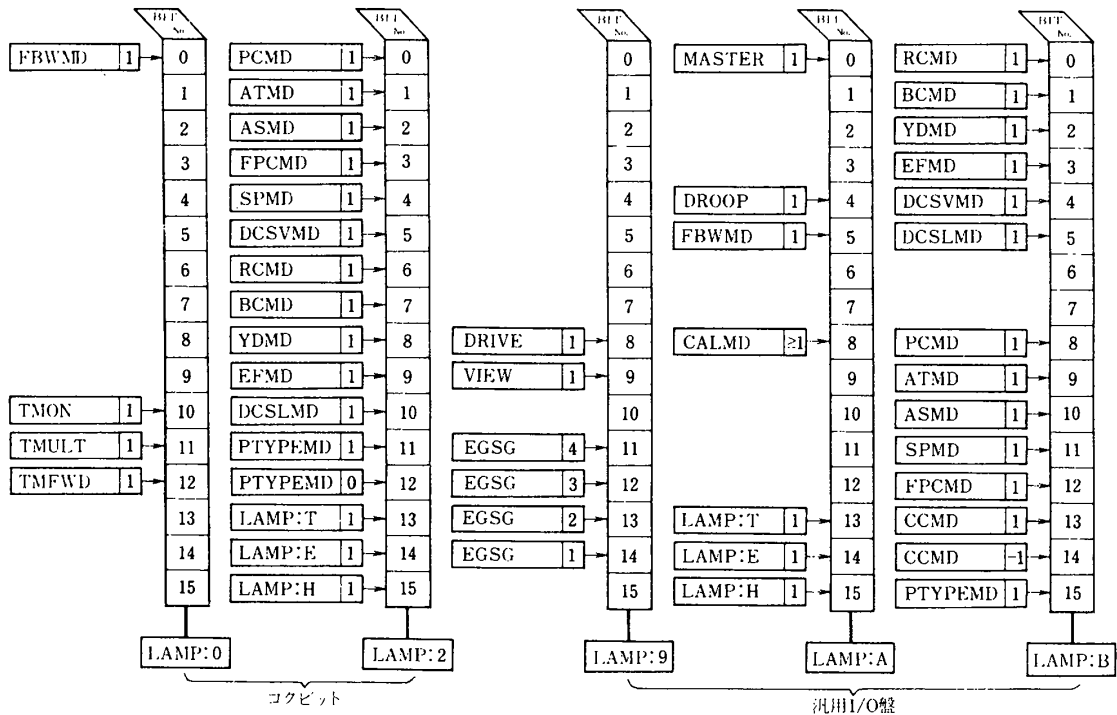 BIT No. BIT No. BIT No. BIT No. BIT No.
FBWMD 1 0 PCMD 1 0 0 MASTER 1 0 RCMD 1 0
1 ATMD 1 1 1 1 BCMD 1 1
2 ASMD 1 2 2 2 YDMD 1 2
3 FPCMD 1 3 3 3 EFMD 1 3
4 SPMD 1 4 4 DROOP 1 4 DCSVMD 1 4
5 DCSVMD 1 5 5 FBWMD 1 5 DCSLMD 1 5
6 RCMD 1 6 6 6 6
7 BCMD 1 7 7 7 7
8 YDMD 1 8 DRIVE 1 8 CALMD ≥1 8 PCMD 1 8
9 EFMD 1 9 VIEW 1 9 9 ATMD 1 9
TMON 1 10 DCSLMD 1 10 10 10 ASMD 1 10
TMULT 1 11 PTYPEMD 1 11 EGSG 4 11 11 SPMD 1 11
TMFWD 1 12 PTYPEMD 0 12 EGSG 3 12 12 FPCMD 1 12
13 LAMP:T 1 13 EGSG 2 13 LAMP:T 1 13 CCMD 1 13
14 LAMP:E 1 14 EGSG 1 14 LAMP:E 1 14 CCMD -1 14
15 LAMP:H 1 15 15 LAMP:H 1 15 PTYPEMD 1 15
LAMP:0 LAMP:2 LAMP:9 LAMP:A LAMP:B
コクピット 汎用I/O盤